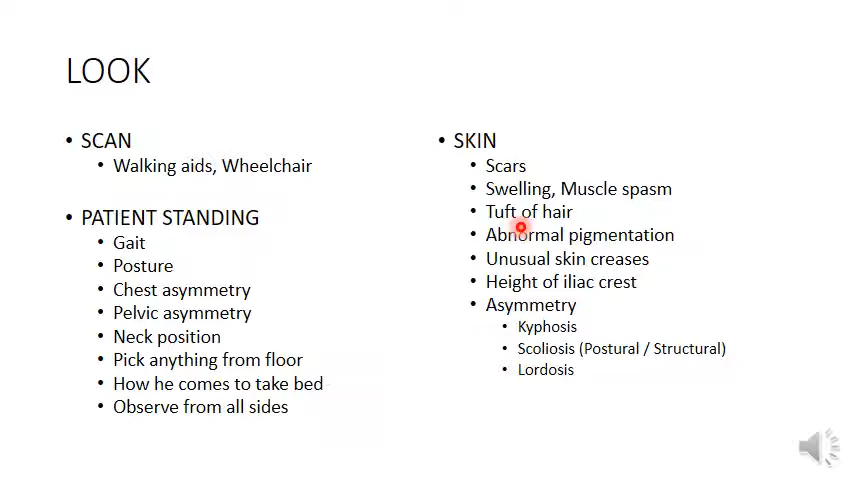 LOOK
• SCAN
• Walking aids, Wheelchair
• PATIENT STANDING
• Gait
• Posture
• Chest asymmetry
• Pelvic asymmetry
• Neck position
• Pick anything from floor
• How he comes to take bed
• Observe from all sides
• SKIN
• Scars
• Swelling, Muscle spasm
• Tuft of hair
• Abnormal pigmentation
• Unusual skin creases
• Height of iliac crest
• Asymmetry
• Kyphosis
• Scoliosis (Postural / Structural)
• Lordosis